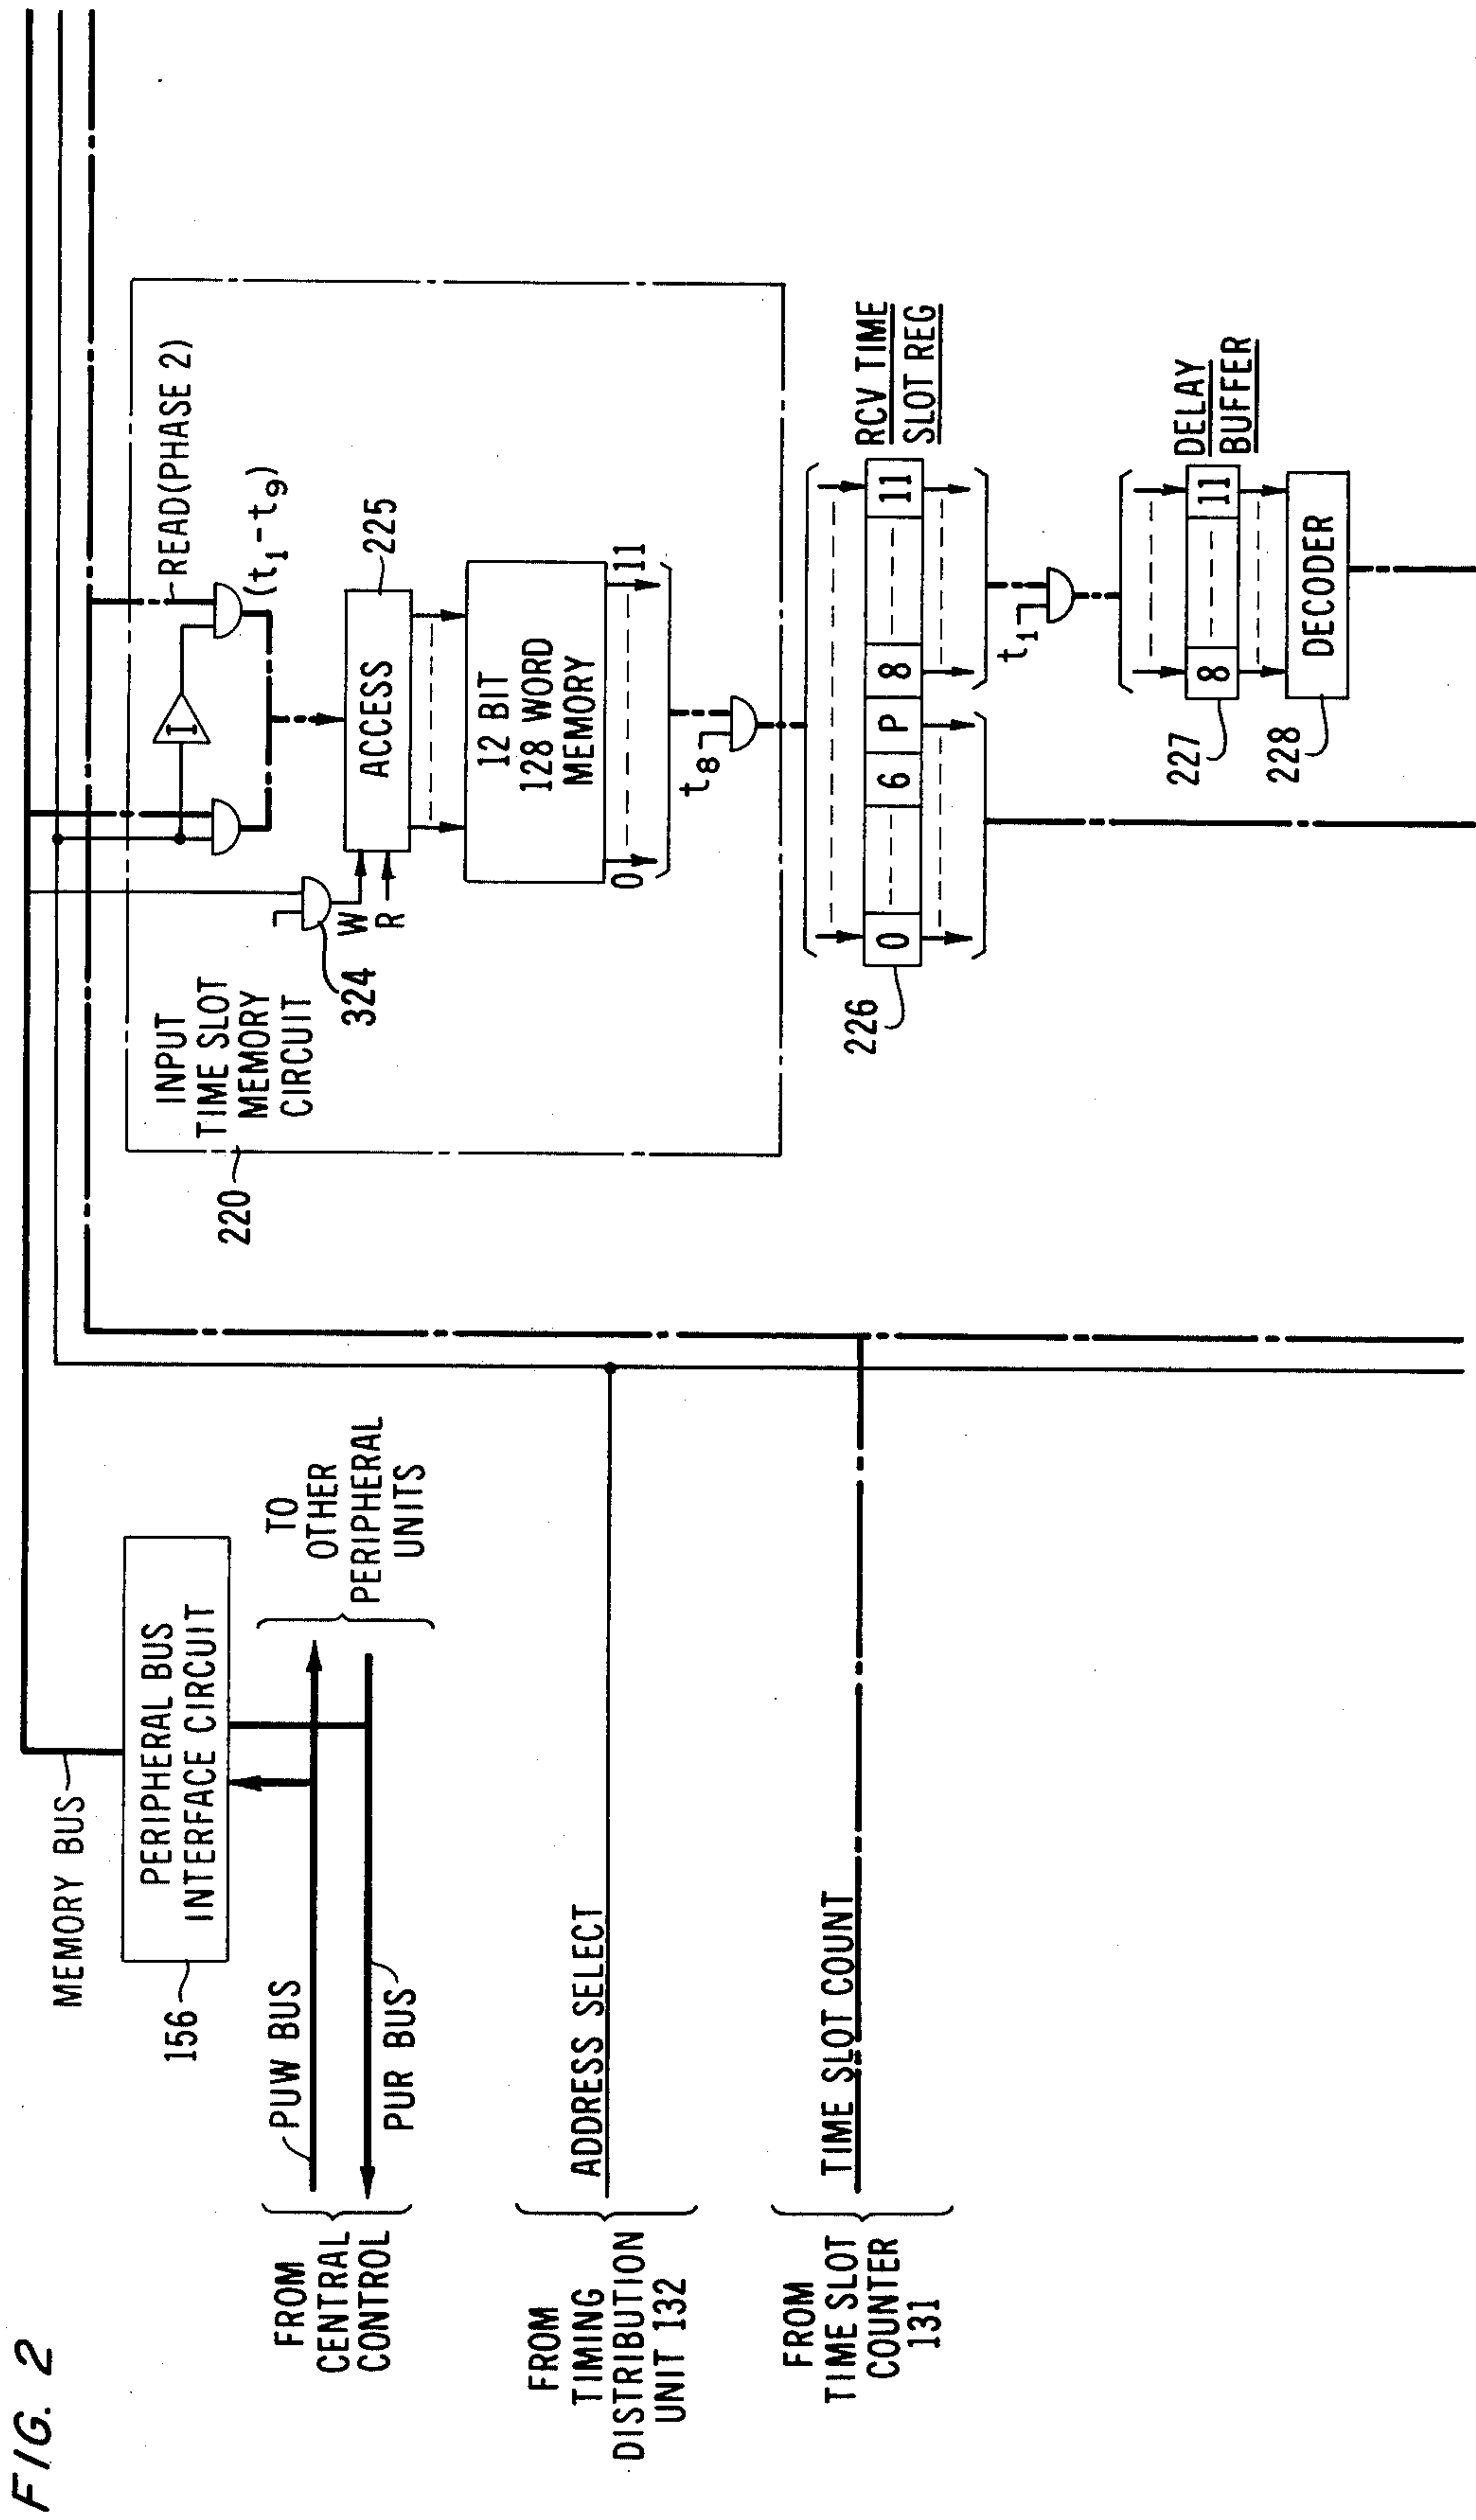 FIG. 2
MEMORY BUS
PERIPHERAL BUS
INTERFACE CIRCUIT
156
PUW BUS
PUR BUS
FROM
CENTRAL
CONTROL
TO
OTHER
PERIPHERAL
UNITS
FROM
TIMING
DISTRIBUTION
UNIT 132
ADDRESS SELECT
FROM
TIME SLOT
COUNTER
131
TIME SLOT COUNT
INPUT
TIME SLOT
MEMORY
CIRCUIT
220
324
W
R
I
READ(PHASE 2)
(t1-t9)
ACCESS
225
12 BIT
128 WORD
MEMORY
0
11
t8
RCV TIME
SLOT REG
0
6
P
8
11
226
t1
DELAY
BUFFER
8
11
227
DECODER
228